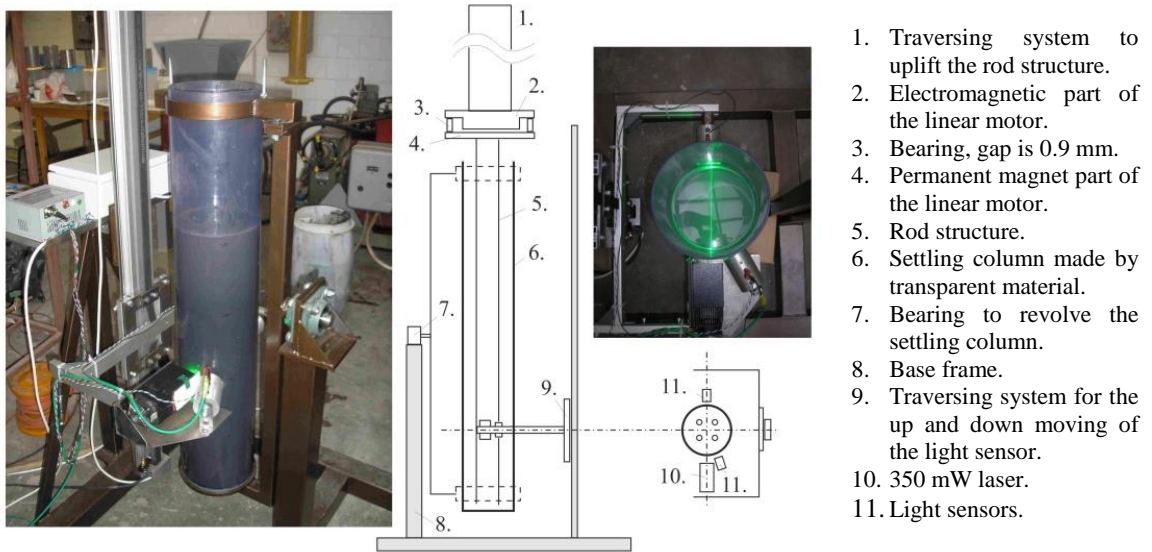 1.
2.
3.
4.
5.
6.
7.
8.
9.
10.
11.
11.
1. Traversing system to
uplift the rod structure.
2. Electromagnetic part of
the linear motor.
3. Bearing, gap is 0.9 mm.
4. Permanent magnet part of
the linear motor.
5. Rod structure.
6. Settling column made by
transparent material.
7. Bearing to revolve the
settling column.
8. Base frame.
9. Traversing system for the
up and down moving of
the light sensor.
10. 350 mW laser.
11. Light sensors.